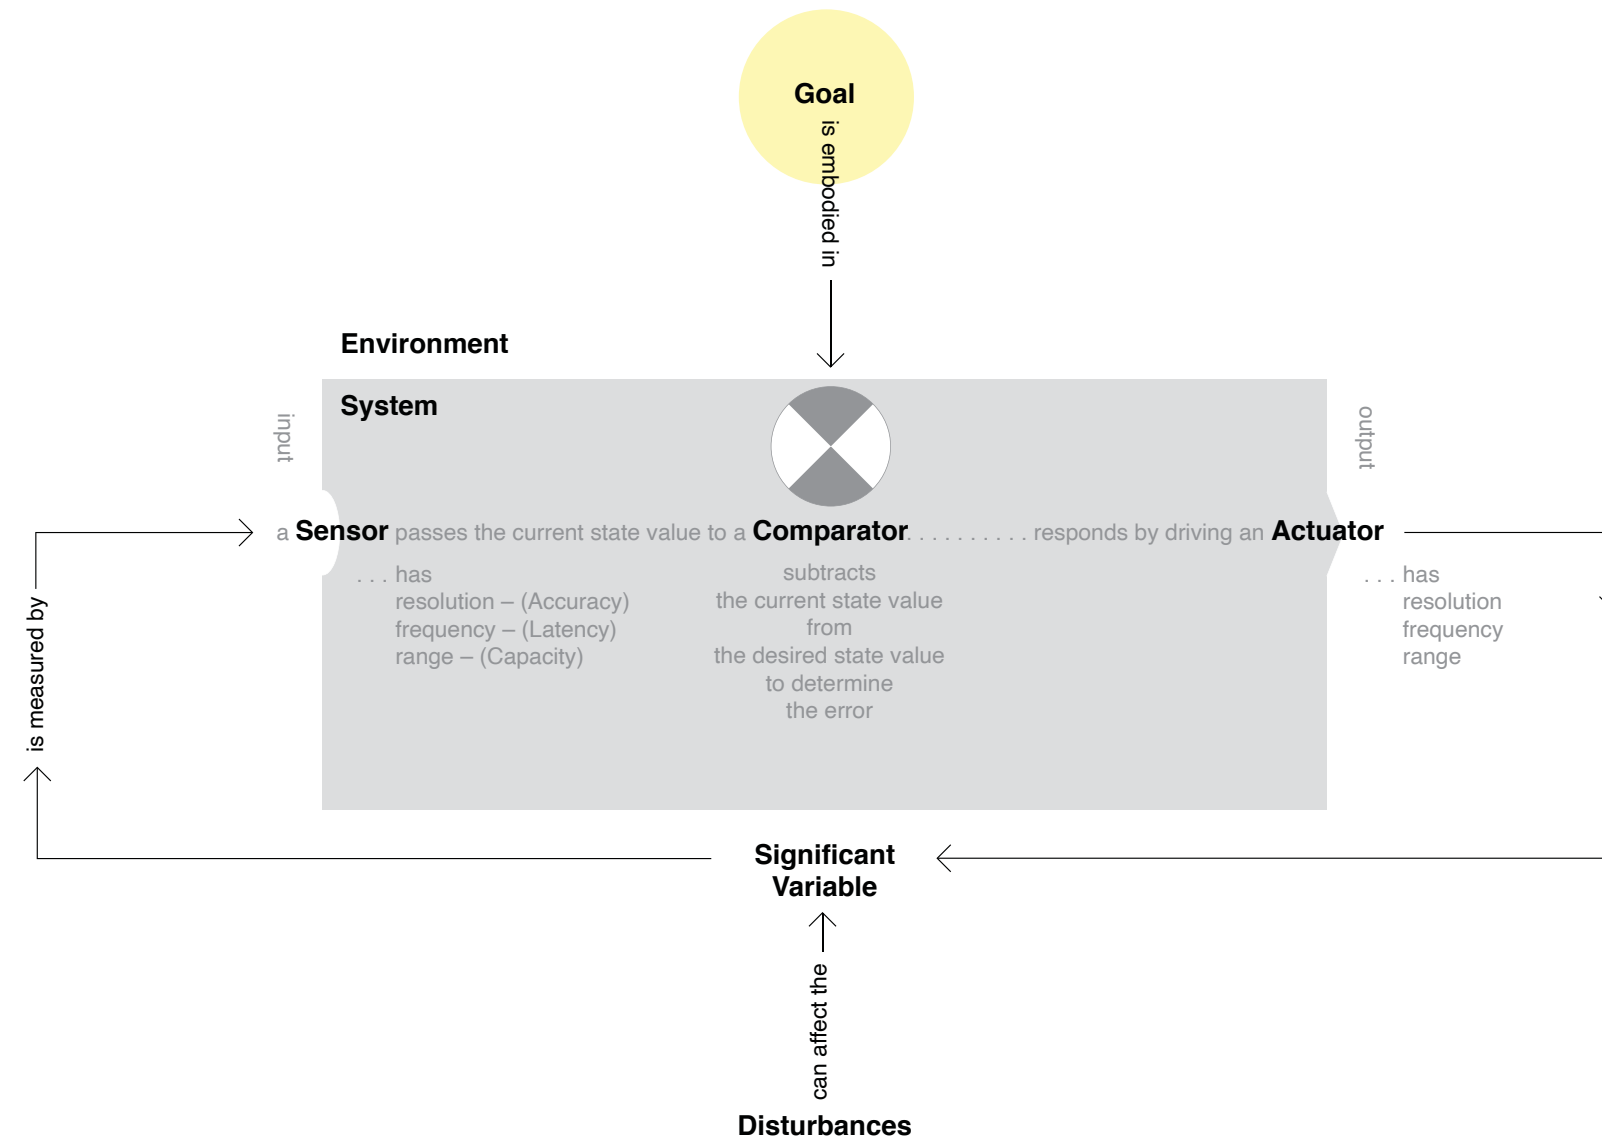 Goal
is embodied in
Environment
System
input
output
a Sensor passes the current state value to a Comparator. . . . . . . . . . responds by driving an Actuator
. . . has
resolution – (Accuracy)
frequency – (Latency)
range – (Capacity)
subtracts
the current state value
from
the desired state value
to determine
the error
. . . has
resolution
frequency
range
is measured by
Significant
Variable
can affect the
Disturbances